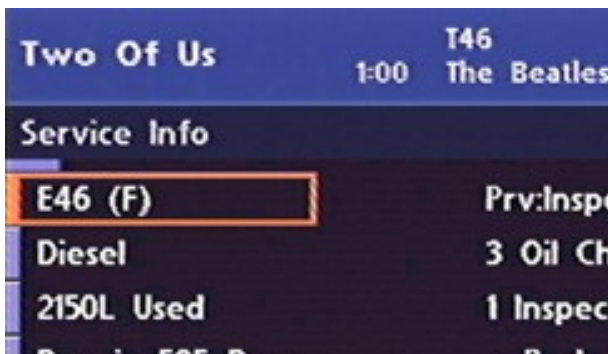 Two Of Us
T46
1:00 The Beatles
Service Info
E46 (F)
Prv:Inspe
Diesel
3 Oil Ch
2150L Used
1 Inspec